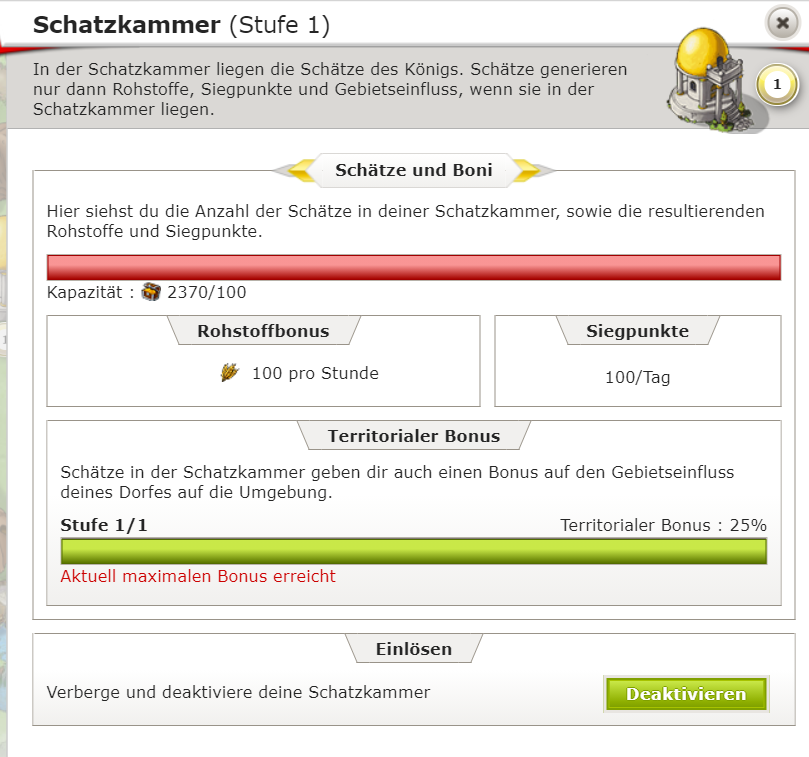 Schatzkammer (Stufe 1)
In der Schatzkammer liegen die Schätze des Königs. Schätze generieren
nur dann Rohstoffe, Siegpunkte und Gebietseinfluss, wenn sie in der
Schatzkammer liegen.
1
Schätze und Boni
Hier siehst du die Anzahl der Schätze in deiner Schatzkammer, sowie die resultierenden
Rohstoffe und Siegpunkte.
Kapazität : 2370/100
Rohstoffbonus
100 pro Stunde
Siegpunkte
100/Tag
Territorialer Bonus
Schätze in der Schatzkammer geben dir auch einen Bonus auf den Gebietseinfluss
deines Dorfes auf die Umgebung.
Stufe 1/1 Territorialer Bonus : 25%
Aktuell maximalen Bonus erreicht
Einlösen
Verberge und deaktiviere deine Schatzkammer
Deaktivieren